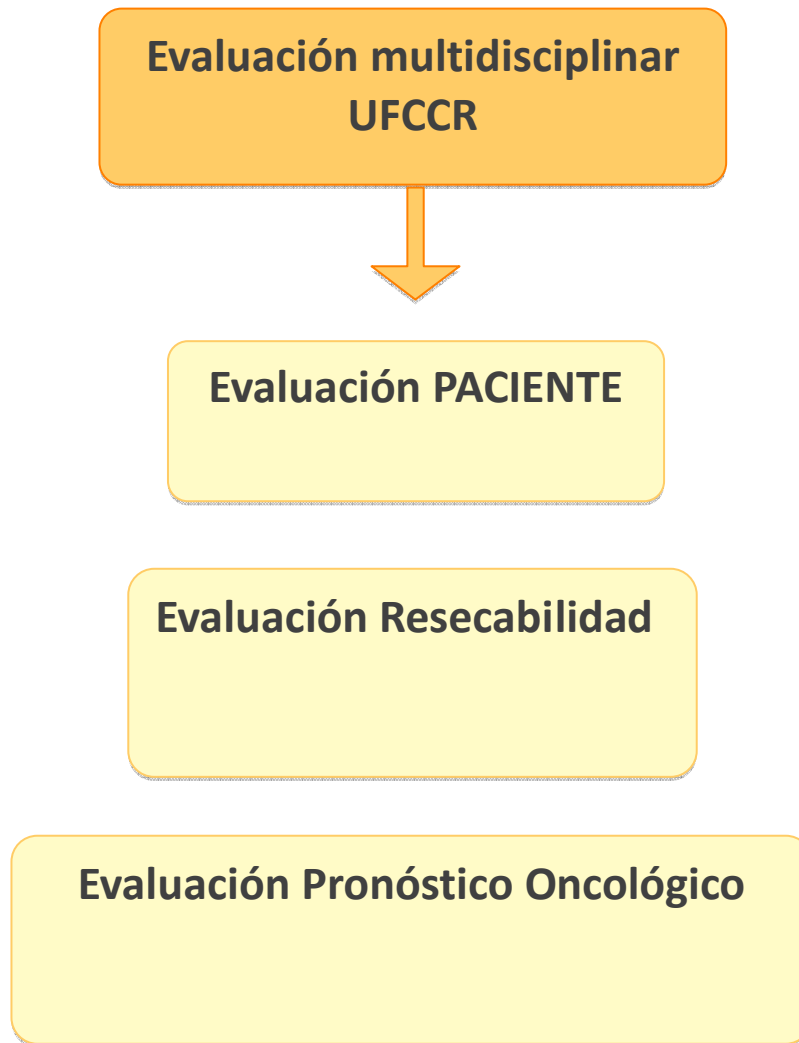 Evaluación multidisciplinar
UFCCR
Evaluación PACIENTE
Evaluación Resecabilidad
Evaluación Pronóstico Oncológico